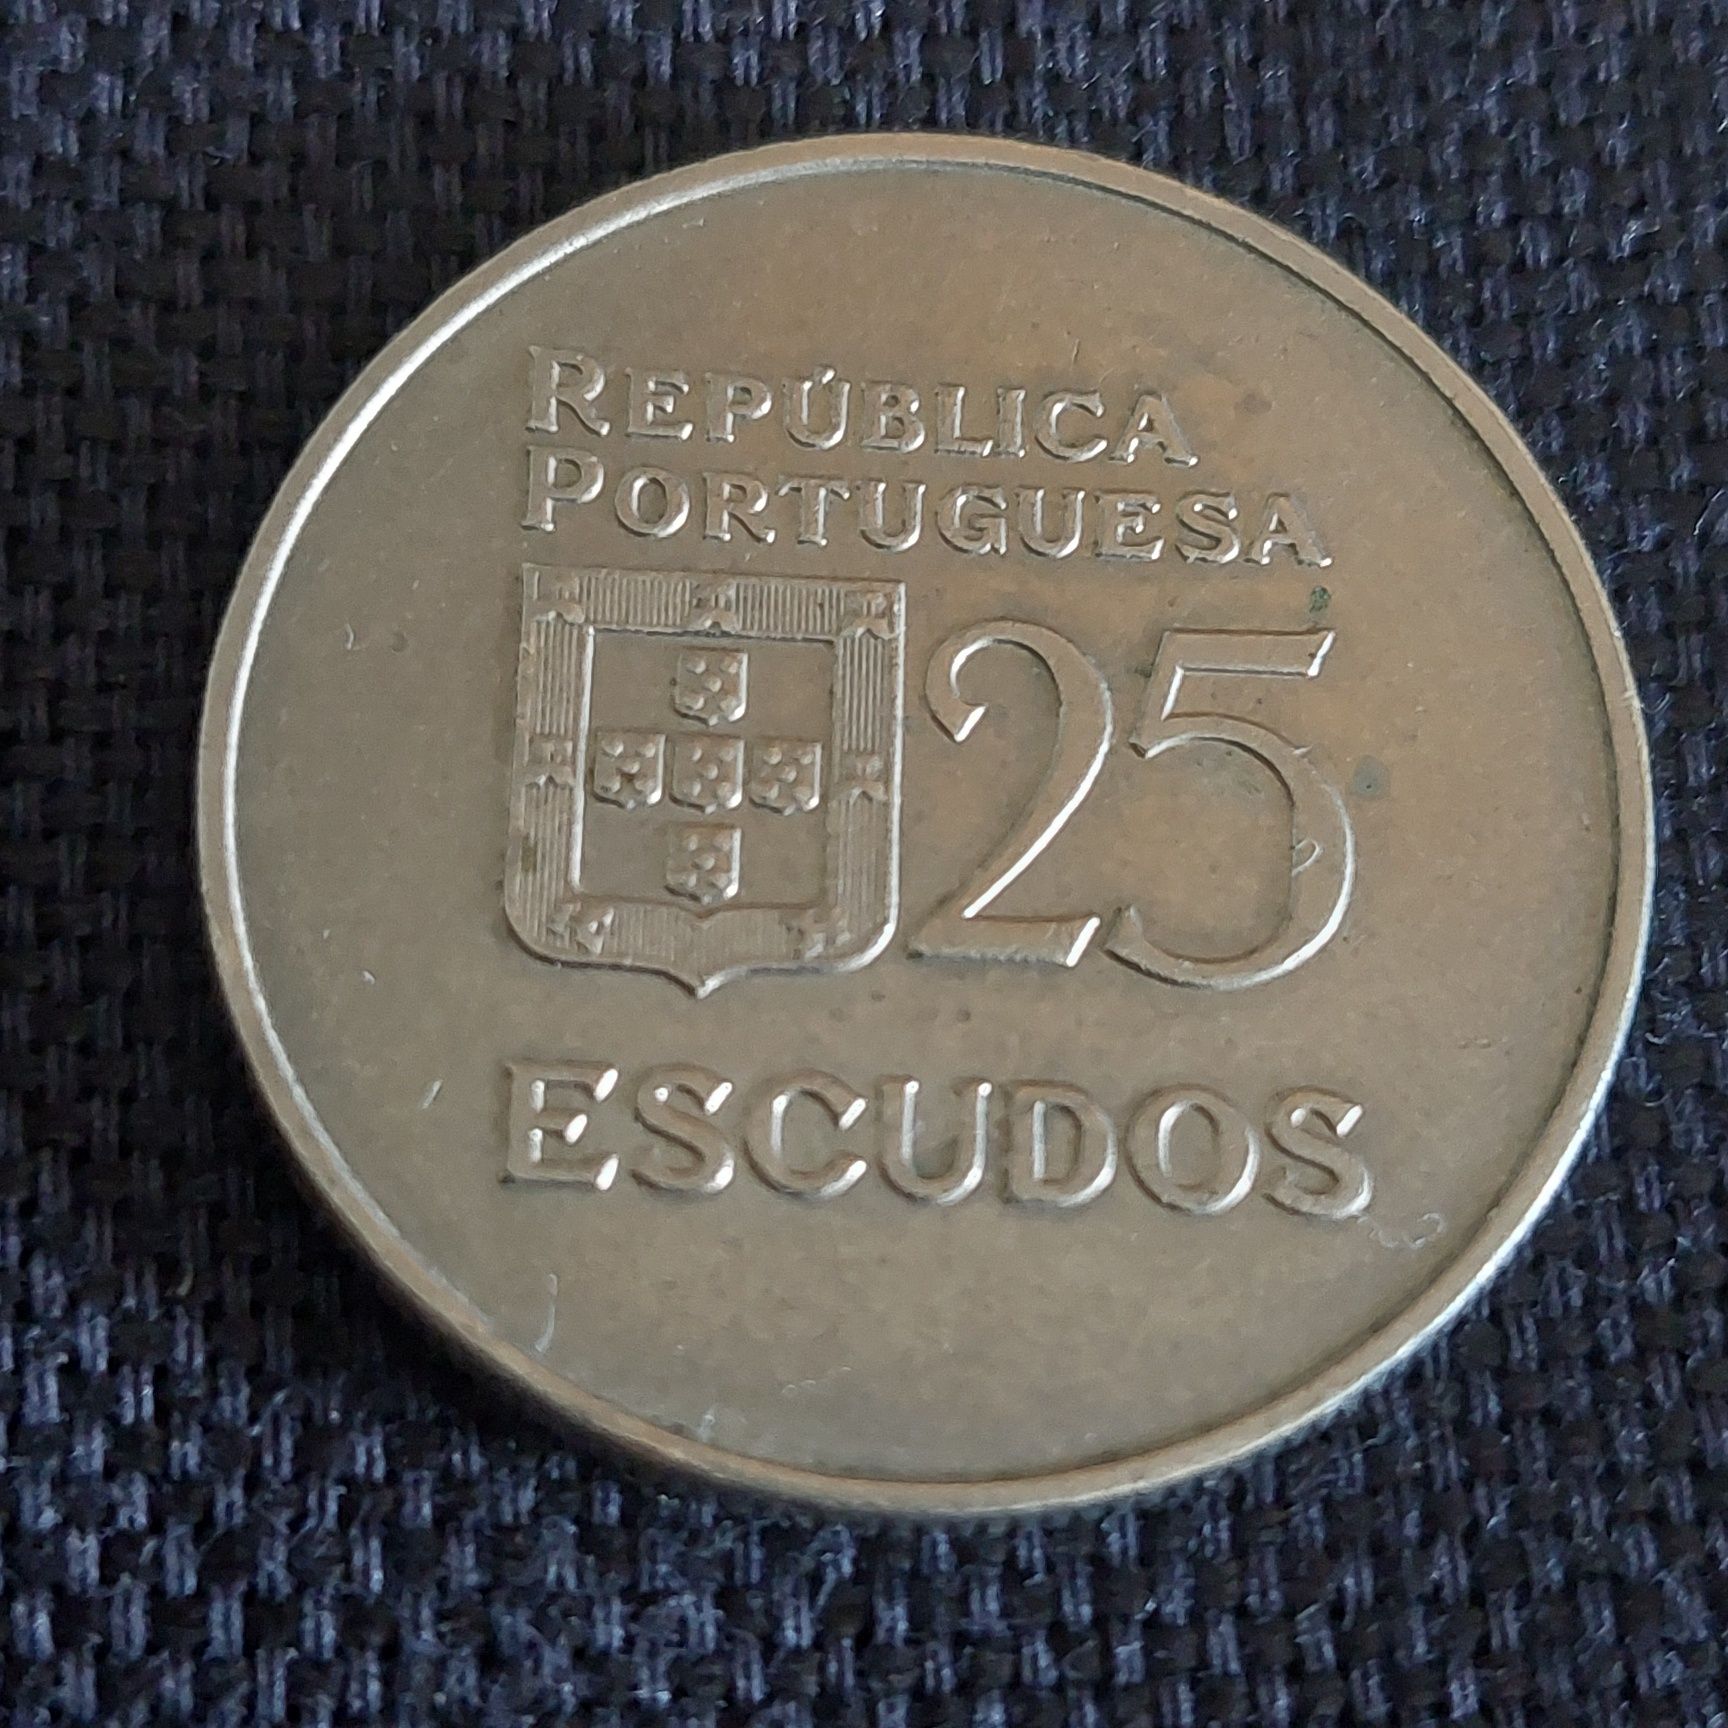 REPÚBLICA
PORTUGUESA
25
ESCUDOS